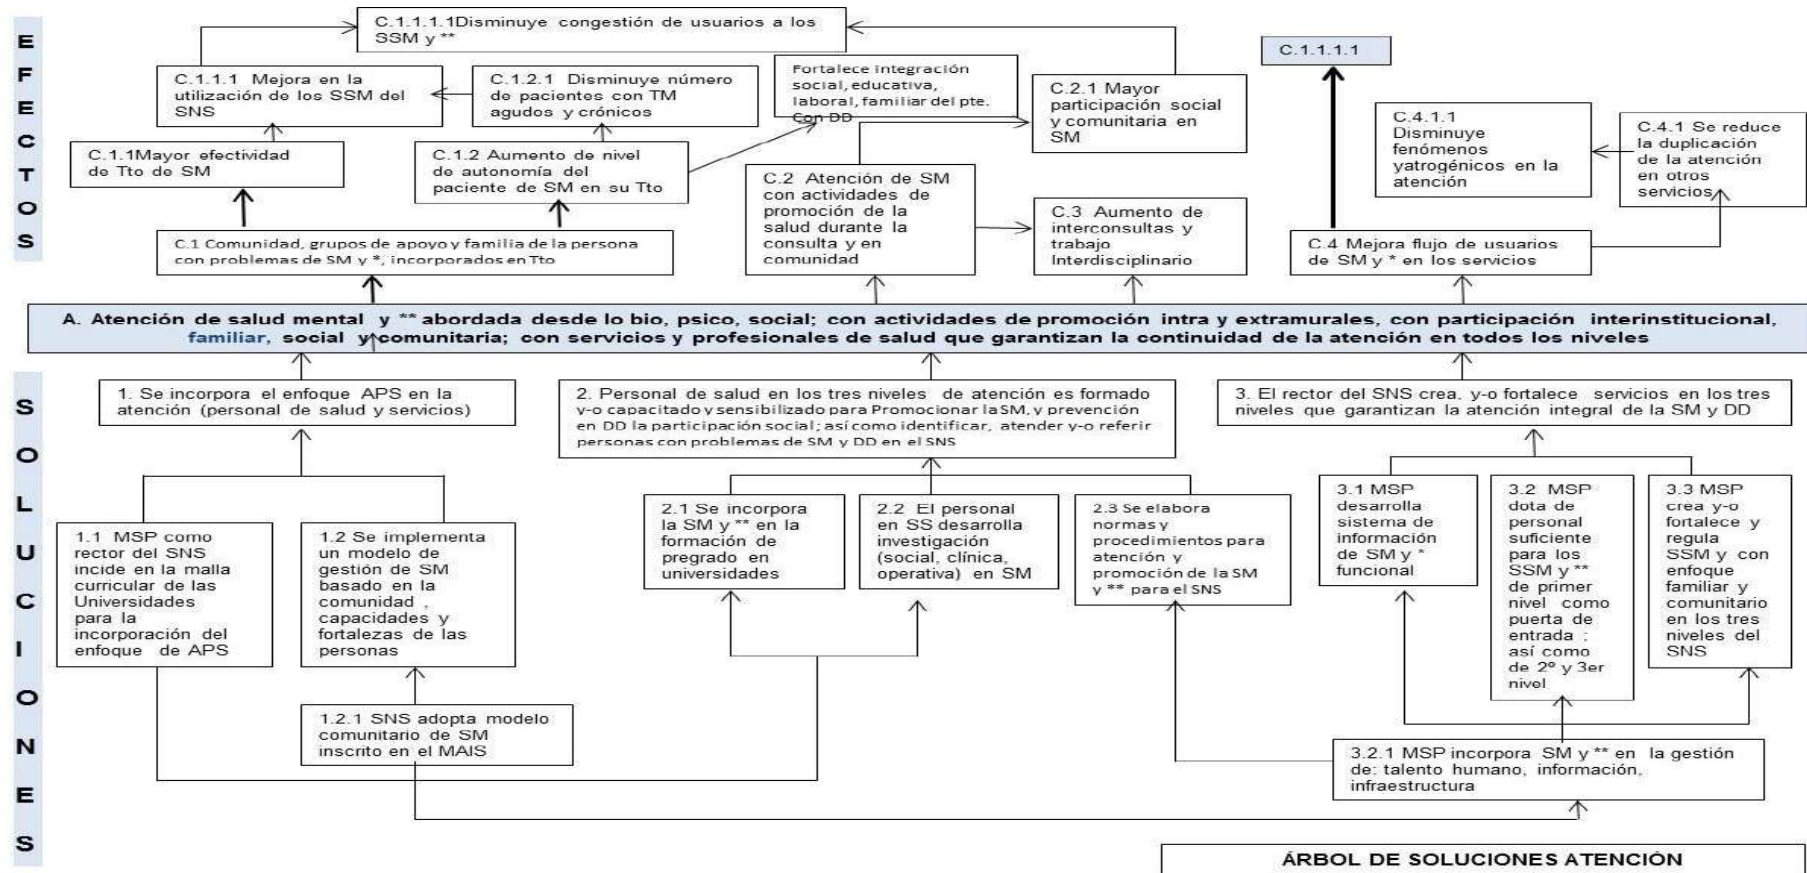 EFECTOS
C.1.1.1.1Disminuye congestión de usuarios a los
SSM y **
C.1.1.1 Mejora en la
utilización de los SSM del
SNS
C.1.2.1 Disminuye número
de pacientes con TM
agudos y crónicos
Fortalece integración
social, educativa,
laboral, familiar del pte.
Con DD
C.2.1 Mayor
participación social
y comunitaria en
SM
C.1.1.1.1
C.4.1.1
Disminuye
fenómenos
yatrogénicos en la
atención
C.4.1 Se reduce
la duplicación
de la atención
en otros
servicios
C.1.1Mayor efectividad
de Tto de SM
C.1.2 Aumento de nivel
de autonomía del
paciente de SM en su Tto
C.2 Atención de SM
con actividades de
promoción de la
salud durante la
consulta y en
comunidad
C.3 Aumento de
interconsultas y
trabajo
Interdisciplinario
C.1 Comunidad, grupos de apoyo y familia de la persona
con problemas de SM y *, incorporados en Tto
C.4 Mejora flujo de usuarios
de SM y * en los servicios
A. Atención de salud mental y ** abordada desde lo bio, psico, social; con actividades de promoción intra y extramurales, con participación interinstitucional,
familiar, social y comunitaria; con servicios y profesionales de salud que garantizan la continuidad de la atención en todos los niveles
SOLUCIONES
1. Se incorpora el enfoque APS en la
atención (personal de salud y servicios)
2. Personal de salud en los tres niveles de atención es formado
y-o capacitado y sensibilizado para Promocionar la SM, y prevención
en DD la participación social; así como identificar, atender y-o referir
personas con problemas de SM y DD en el SNS
3. El rector del SNS crea, y-o fortalece servicios en los tres
niveles que garantizan la atención integral de la SM y DD
1.1 MSP como
rector del SNS
incide en la malla
curricular de las
Universidades
para la
incorporación del
enfoque de APS
1.2 Se implementa
un modelo de
gestión de SM
basado en la
comunidad ,
capacidades y
fortalezas de las
personas
2.1 Se incorpora
la SM y ** en la
formación de
pregrado en
universidades
2.2 El personal
en SS desarrolla
investigación
(social, clínica,
operativa) en SM
2.3 Se elabora
normas y
procedimientos para
atención y
promoción de la SM
y ** para el SNS
3.1 MSP
desarrolla
sistema de
información
de SM y *
funcional
3.2 MSP
dota de
personal
suficiente
para los
SSM y **
de primer
nivel como
puerta de
entrada ;
así como
de 2º y 3er
nivel
3.3 MSP
crea y-o
fortalece y
regula
SSM y con
enfoque
familiar y
comunitario
en los tres
niveles del
SNS
1.2.1 SNS adopta modelo
comunitario de SM
inscrito en el MAIS
3.2.1 MSP incorpora SM y ** en la gestión
de: talento humano, información,
infraestructura
ÁRBOL DE SOLUCIONES ATENCIÓN